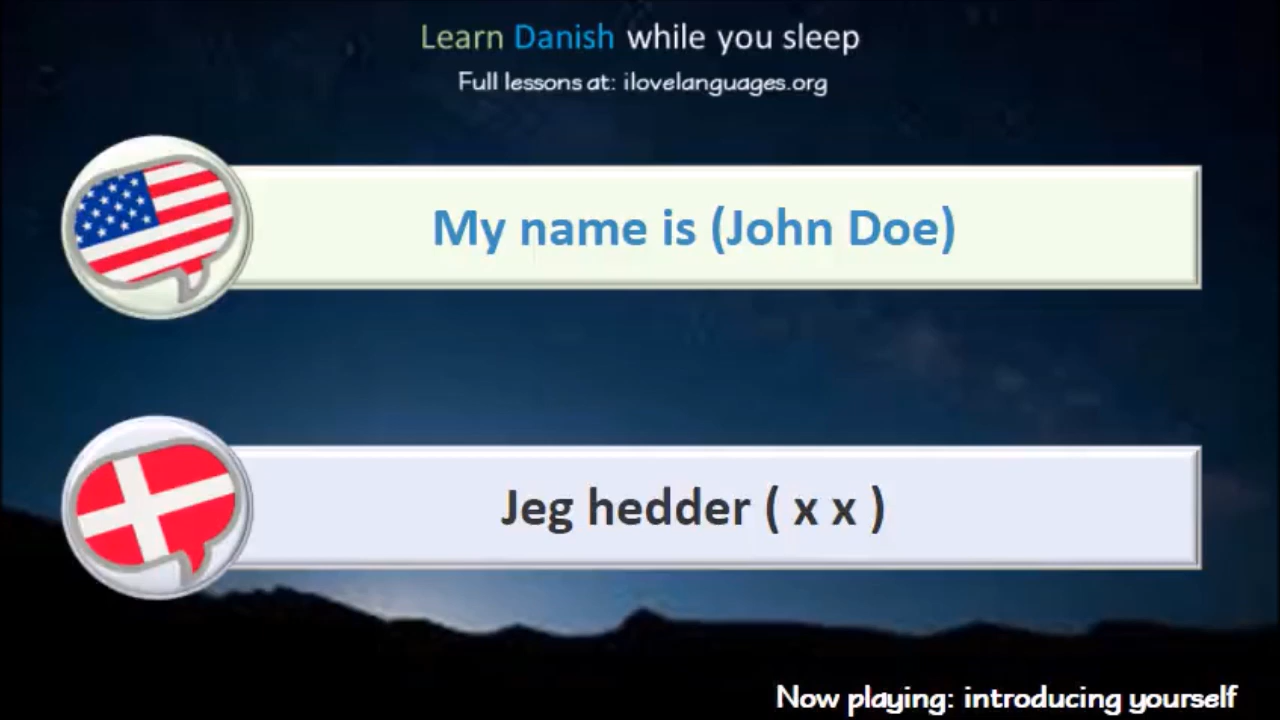 Learn Danish while you sleep
Full lessons at: ilovelanguages.org
My name is (John Doe)
Jeg hedder ( x x )
Now playing: introducing yourself